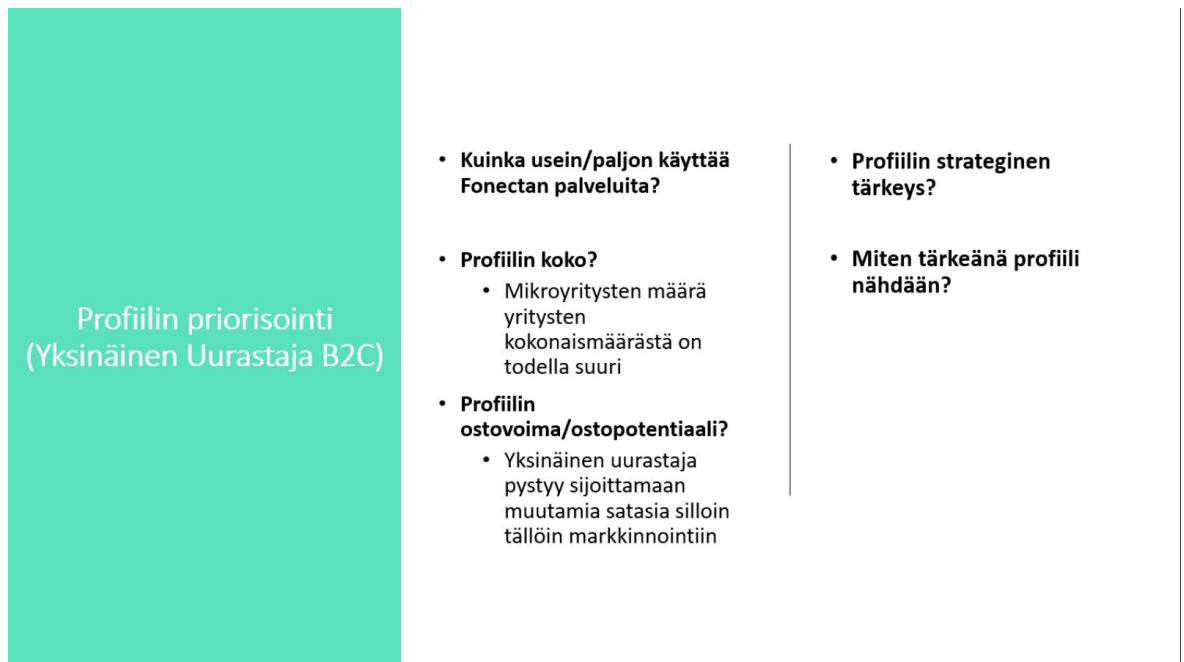 Profiilin priorisointi
(Yksinäinen Uurastaja B2C)
• Kuinka usein/paljon käyttää
Fonectan palveluita?
• Profiilin koko?
• Mikroyritysten määrä
yritysten
kokonaismäärästä on
todella suuri
• Profiilin
ostovoima/ostopotentiaali?
• Yksinäinen uurastaja
pystyy sijoittamaan
muutamia satasia silloin
tällöin markkinnointiin
• Profiilin strateginen
tärkeys?
• Miten tärkeänä profiili
nähdään?